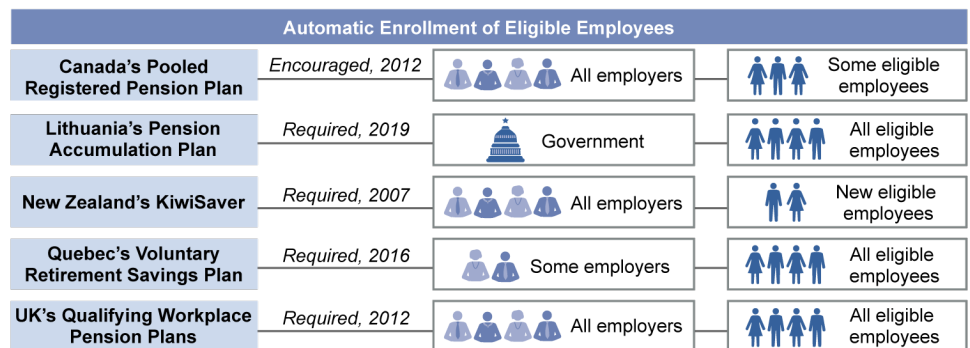 Automatic Enrollment of Eligible Employees
Canada's Pooled
Registered Pension Plan
Encouraged, 2012
All employers
Some eligible
employees
Lithuania's Pension
Accumulation Plan
Required, 2019
Government
All eligible
employees
New Zealand's KiwiSaver
Required, 2007
All employers
New eligible
employees
Quebec's Voluntary
Retirement Savings Plan
Required, 2016
Some employers
All eligible
employees
UK's Qualifying Workplace
Pension Plans
Required, 2012
All employers
All eligible
employees